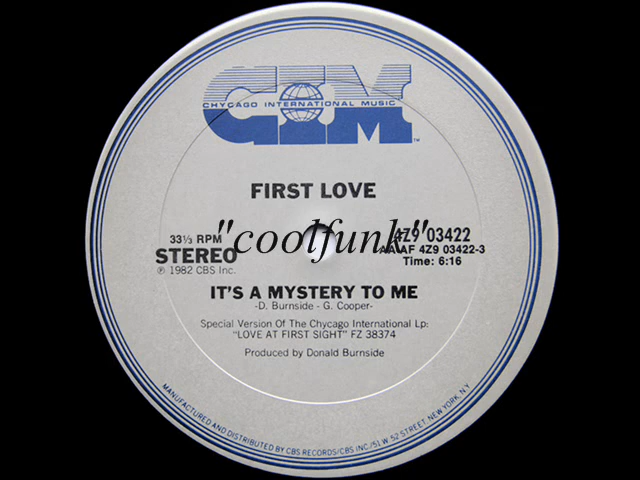 CIM
CHYCAGO INTERNATIONAL MUSIC
™
FIRST LOVE
"coolfunk"
33⅓ RPM
STEREO
℗ 1982 CBS Inc.
4Z9 03422
AA AF 4Z9 03422-3
Time: 6:16
IT'S A MYSTERY TO ME
-D. Burnside - G. Cooper-
Special Version Of The Chycago International Lp:
"LOVE AT FIRST SIGHT" FZ 38374
Produced by Donald Burnside
MANUFACTURED AND DISTRIBUTED BY CBS RECORDS/CBS INC./51 W. 52 STREET, NEW YORK, N.Y.